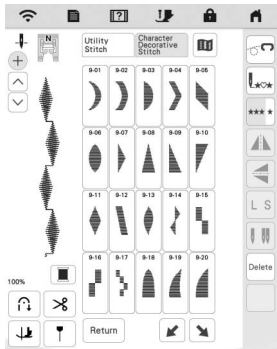 ?
N
Utility
Stitch
Character
Decorative
Stitch
9-01 9-02 9-03 9-04 9-05
9-06 9-07 9-08 9-09 9-10
9-11 9-12 9-13 9-14 9-15
9-16 9-17 9-18 9-19 9-20
L S
Delete
100%
Return